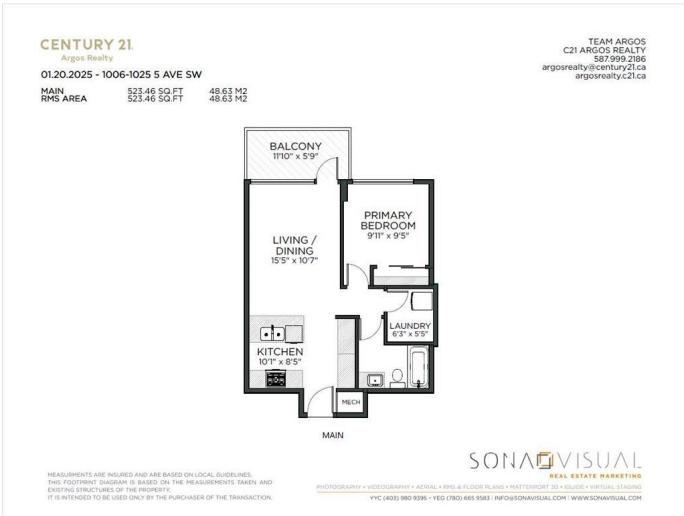 CENTURY 21.
Argos Realty
TEAM ARGOS
C21 ARGOS REALTY
587.999.2186
argosrealty@century21.ca
argosrealty.c21.ca
01.20.2025 - 1006-1025 5 AVE SW
MAIN 523.46 SQ.FT 48.63 M2
RMS AREA 523.46 SQ.FT 48.63 M2
BALCONY
11'10" x 5'9"
PRIMARY
BEDROOM
9'11" x 9'5"
LIVING /
DINING
15'5" x 10'7"
LAUNDRY
6'3" x 5'5"
KITCHEN
10'1" x 8'5"
MECH
MAIN
SONA VISUAL
REAL ESTATE MARKETING
MEASURMENTS ARE INSURED AND ARE BASED ON LOCAL GUIDELINES.
THIS FOOTPRINT DIAGRAM IS BASED ON THE MEASUREMENTS TAKEN AND
EXISTING STRUCTURES OF THE PROPERTY.
IT IS INTENDED TO BE USED ONLY BY THE PURCHASER OF THE TRANSACTION.
PHOTOGRAPHY • VIDEOGRAPHY • AERIAL • RMS & FLOOR PLANS • MATTERPORT 3D • IGUIDE • VIRTUAL STAGING
YYC (403) 980 9395 • YEG (780) 665 9583 | INFO@SONAVISUAL.COM | WWW.SONAVISUAL.COM